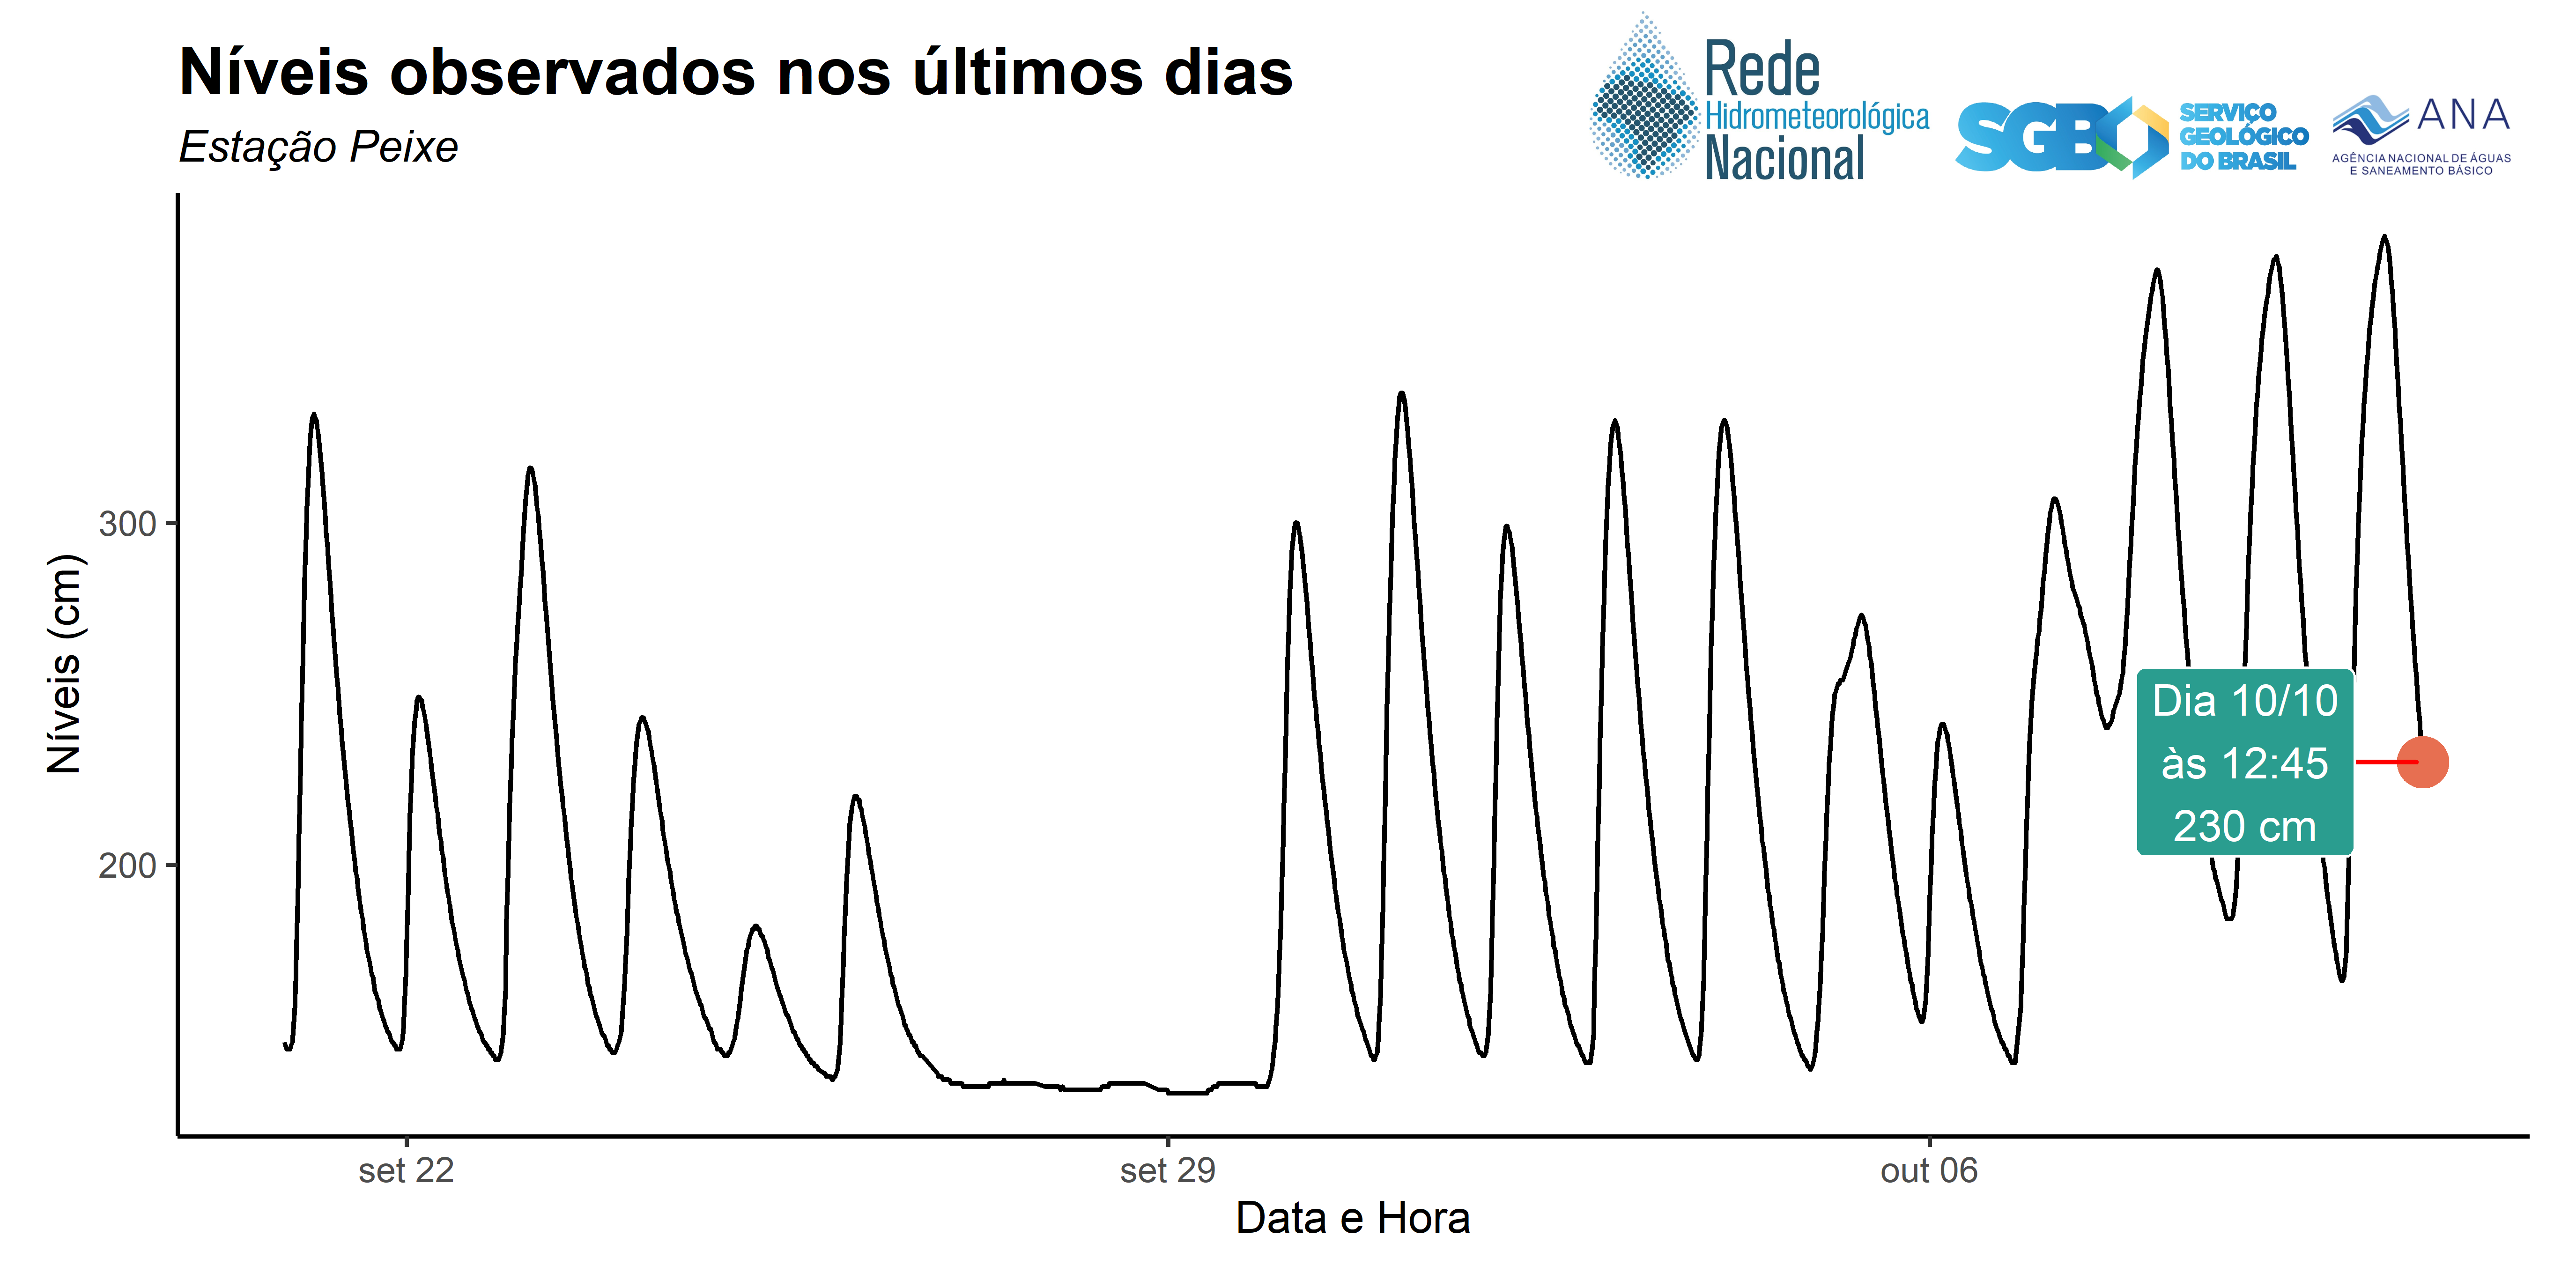 Níveis observados nos últimos dias
Estação Peixe
Rede
Hidrometeorológica
Nacional
SGB
SERVIÇO
GEOLÓGICO
DO BRASIL
ANA
AGÊNCIA NACIONAL DE ÁGUAS
E SANEAMENTO BÁSICO
Níveis (cm)
300
200
Dia 10/10
às 12:45
230 cm
set 22
set 29
out 06
Data e Hora